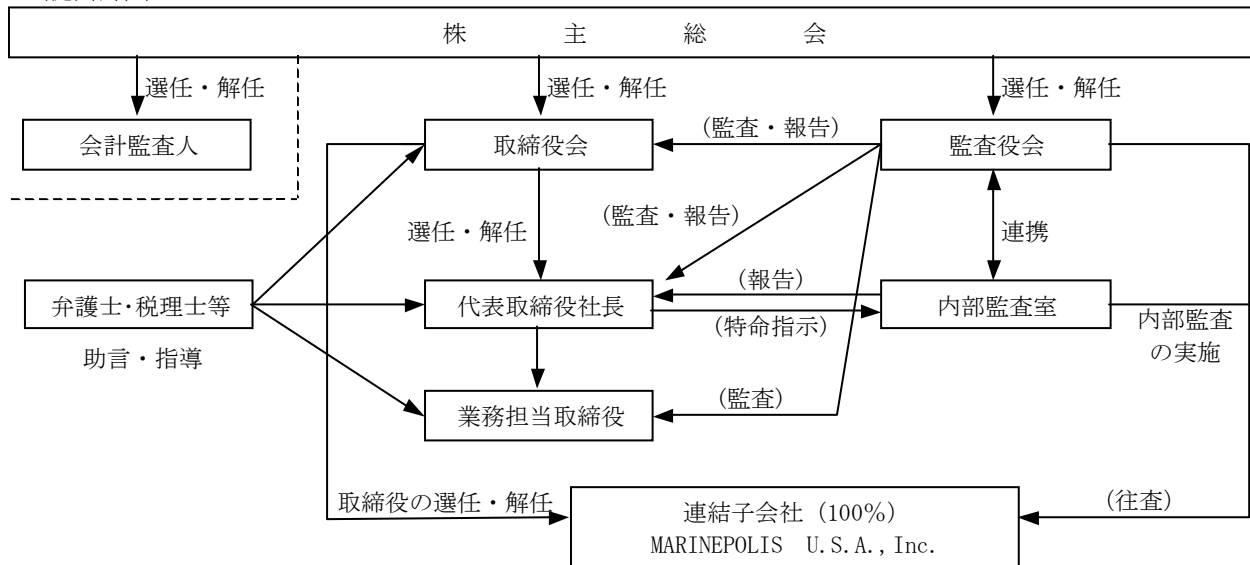 株 主 総 会
選任・解任
選任・解任
選任・解任
会計監査人
取締役会
(監査・報告)
監査役会
選任・解任
(監査・報告)
連携
弁護士・税理士等
代表取締役社長
(報告)
(特命指示)
内部監査室
内部監査
の実施
助言・指導
業務担当取締役
(監査)
取締役の選任・解任
連結子会社 (100%)
MARINEPOLIS U.S.A., Inc.
(往査)